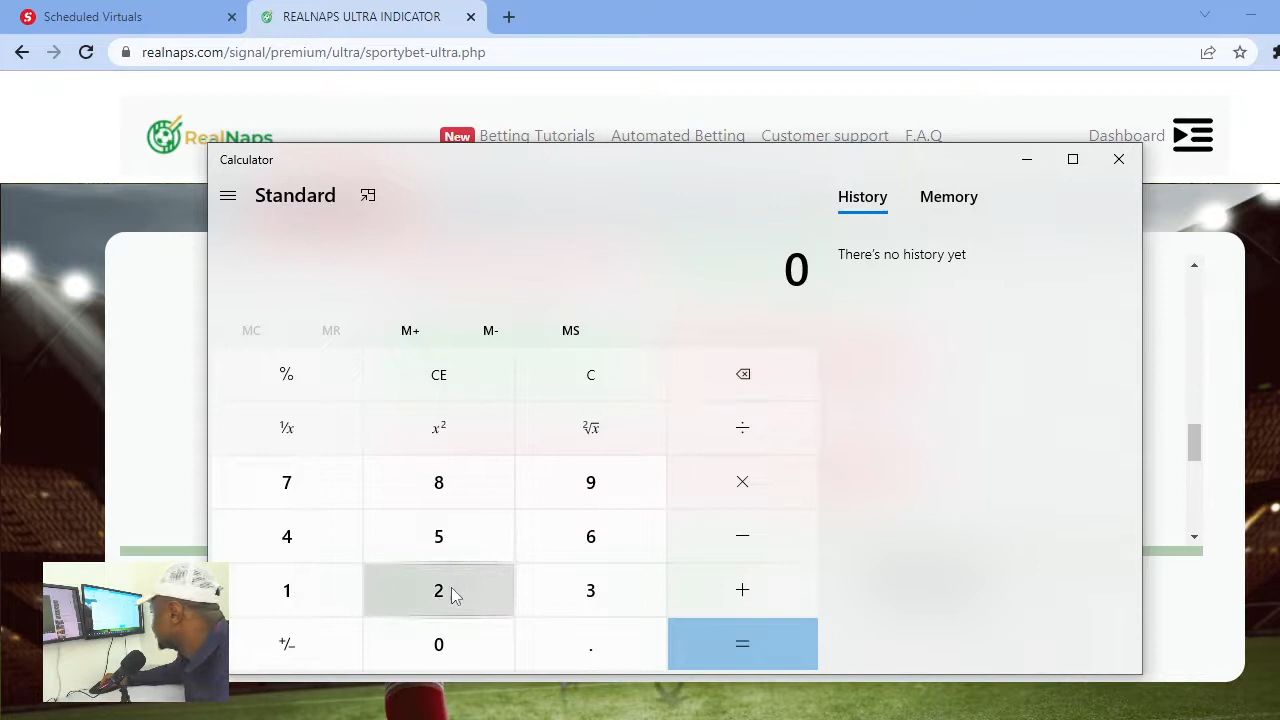 Scheduled Virtuals
REALNAPS ULTRA INDICATOR
realnaps.com/signal/premium/ultra/sportybet-ultra.php
RealNaps
New Betting Tutorials Automated Betting Customer support F.A.Q Dashboard
Calculator
Standard
History Memory
0
There's no history yet
MC MR M+ M- MS
% CE C
1/x x² ²√x ÷
7 8 9 ×
4 5 6 −
1 2 3 +
+/− 0 . =